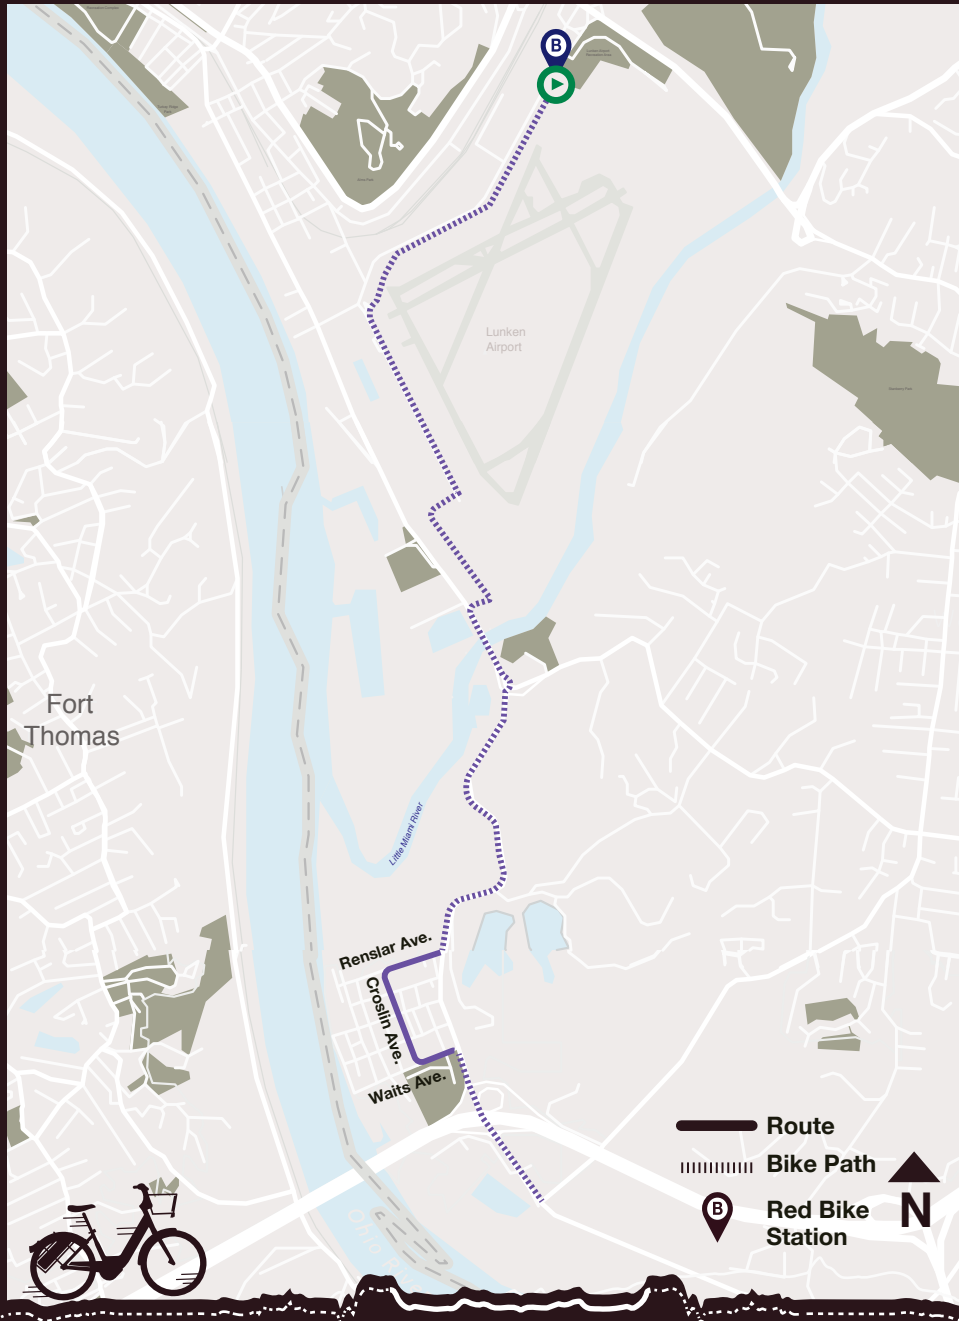 B
Lunken
Airport
Fort
Thomas
Little Miami River
Renslar Ave.
Croslin Ave.
Waits Ave.
Route
Bike Path
B
Red Bike
Station
N